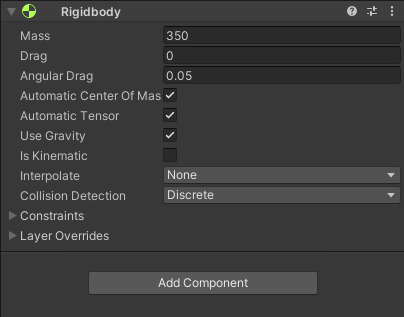 Rigidbody
Mass 350
Drag 0
Angular Drag 0.05
Automatic Center Of Mas
Automatic Tensor
Use Gravity
Is Kinematic
Interpolate None
Collision Detection Discrete
Constraints
Layer Overrides
Add Component